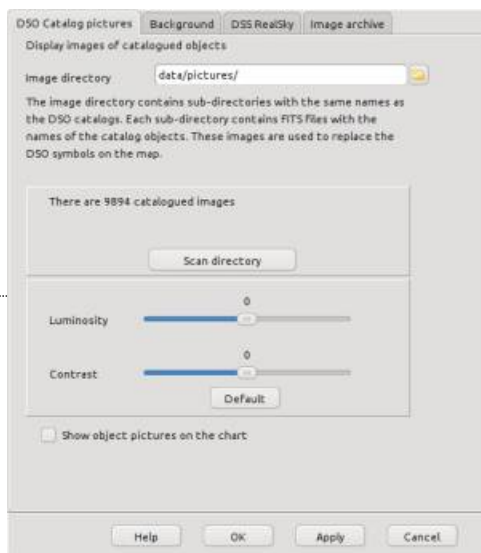 DSO Catalog pictures Background DSS RealSky Image archive
Display images of catalogued objects
Image directory data/pictures/
The image directory contains sub-directories with the same names as
the DSO catalogs. Each sub-directory contains FITS files with the
names of the catalog objects. These images are used to replace the
DSO symbols on the map.
There are 9894 catalogued images
Scan directory
0
Luminosity
0
Contrast
Default
Show object pictures on the chart
Help OK Apply Cancel